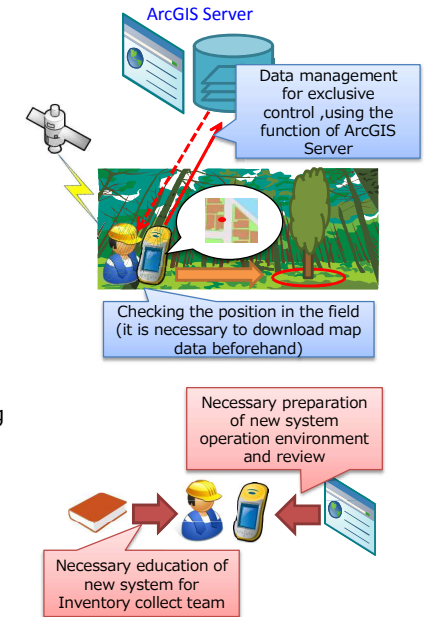 ArcGIS Server
Data management
for exclusive
control ,using the
function of ArcGIS
Server
Checking the position in the field
(it is necessary to download map
data beforehand)
g
Necessary preparation
of new system
operation environment
and review
Necessary education of
new system for
Inventory collect team